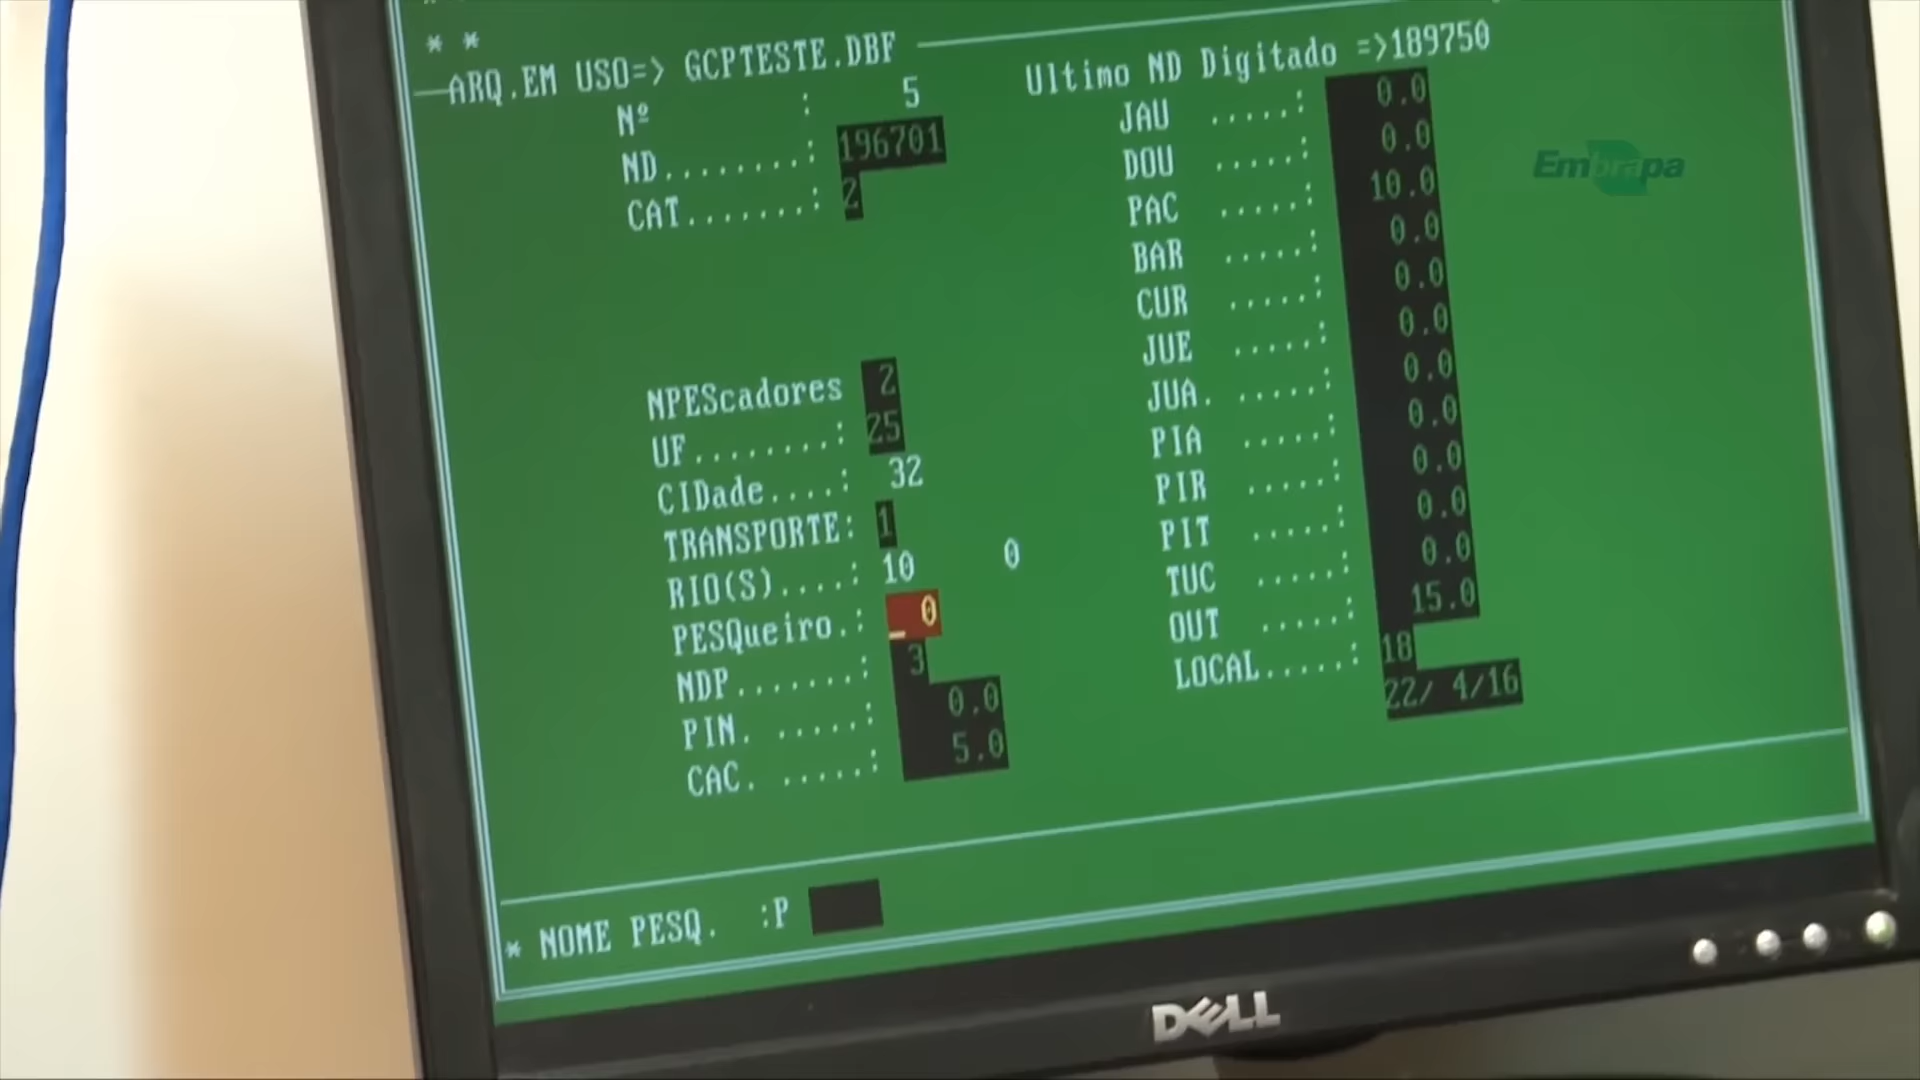 * *
ARQ.EM USO=> GCPTESTE.DBF
Ultimo ND Digitado =>189750
Nº : 5
ND........: 196701
CAT.......: 2
NPEScadores 2
UF........: 25
CIDade....: 32
TRANSPORTE: 1
RIO(S)....: 10 0
PESQueiro.: _ 0
NDP.......: 3
PIN. .....: 0.0
CAC. .....: 5.0
JAU .....: 0.0
DOU .....: 0.0
PAC .....: 10.0
BAR .....: 0.0
CUR .....: 0.0
JUE .....: 0.0
JUA. .....: 0.0
PIA .....: 0.0
PIR .....: 0.0
PIT .....: 0.0
TUC .....: 0.0
OUT .....: 15.0
LOCAL.....: 18
22/ 4/16
* NOME PESQ. :P
Embrapa
DELL